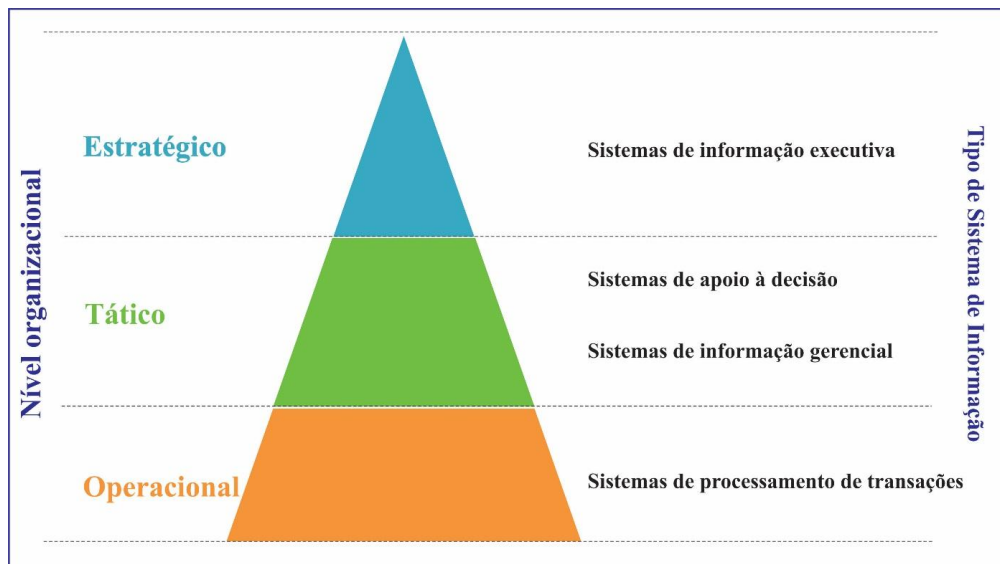 Nível organizacional
Estratégico
Sistemas de informação executiva
Tático
Sistemas de apoio à decisão
Sistemas de informação gerencial
Operacional
Sistemas de processamento de transações
Tipo de Sistema de Informação